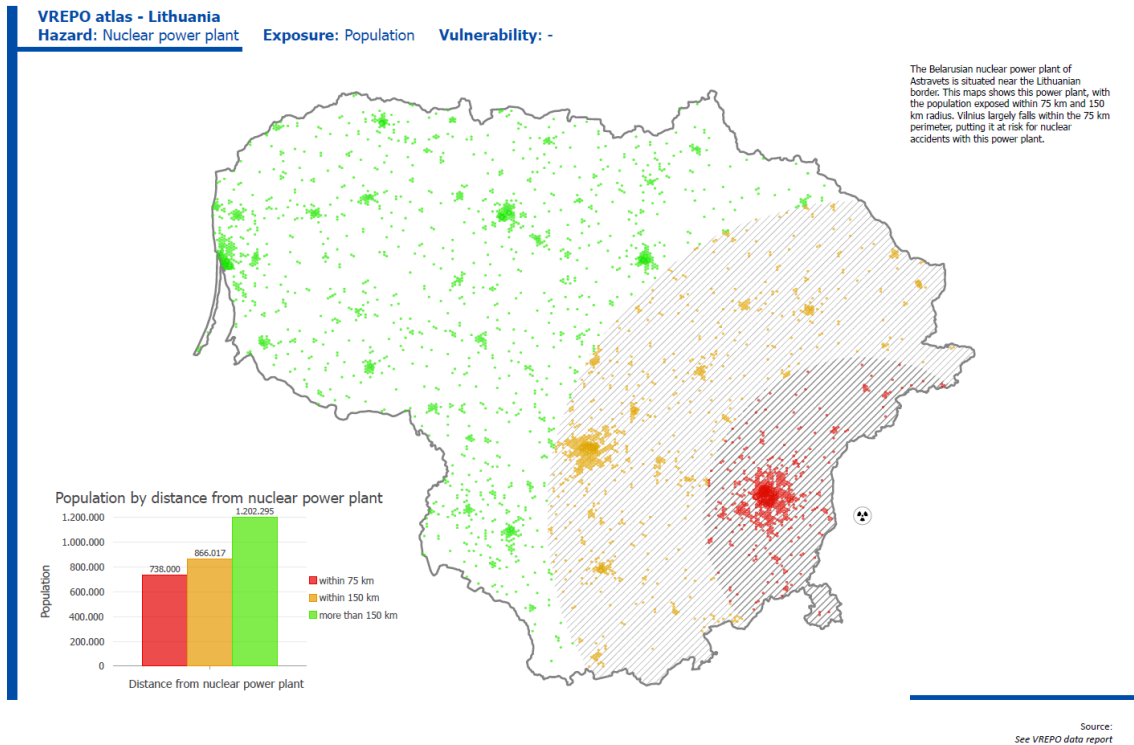 VREPO atlas - Lithuania
Hazard: Nuclear power plant Exposure: Population Vulnerability: -
The Belarusian nuclear power plant of
Astravets is situated near the Lithuanian
border. This maps shows this power plant, with
the population exposed within 75 km and 150
km radius. Vilnius largely falls within the 75 km
perimeter, putting it at risk for nuclear
accidents with this power plant.
Population by distance from nuclear power plant
1.202.295
1.200.000
1.000.000
866.017
800.000
738.000
600.000
400.000
200.000
0
Population
within 75 km
within 150 km
more than 150 km
Distance from nuclear power plant
Source:
See VREPO data report